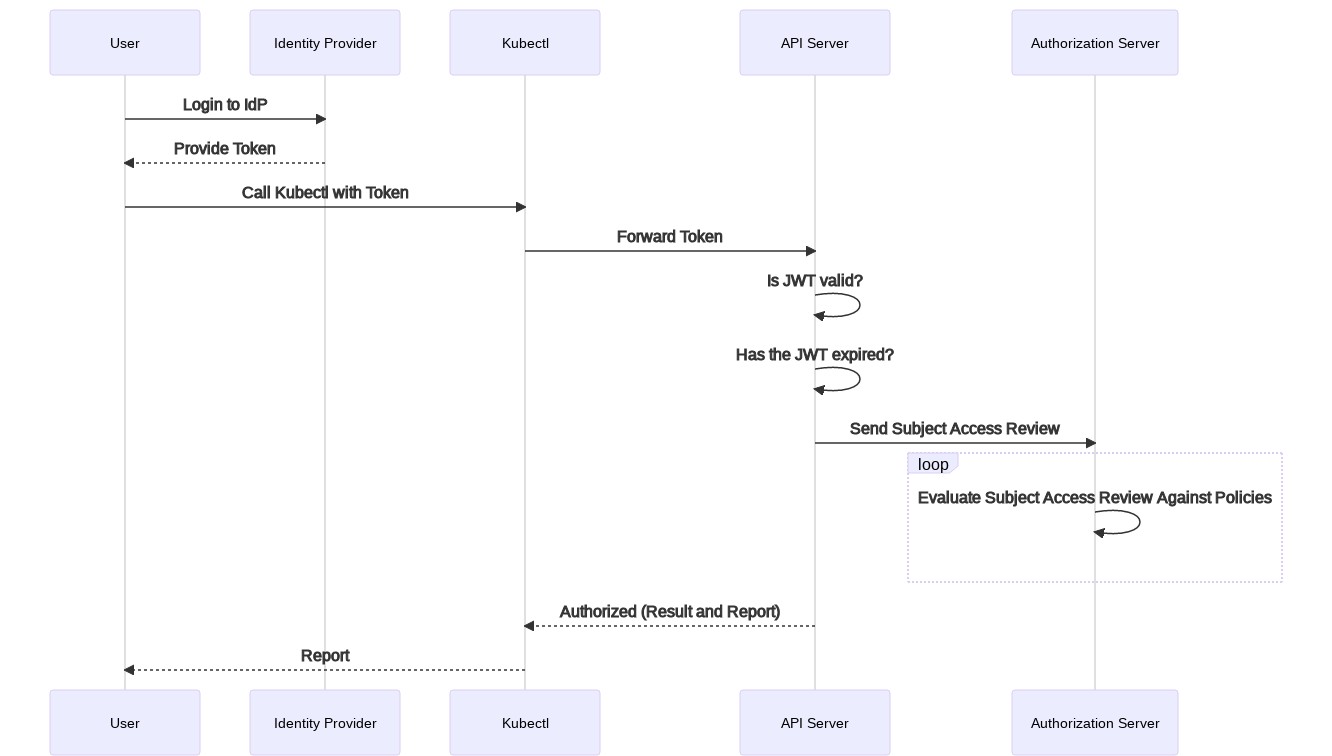 User
Identity Provider
Kubectl
API Server
Authorization Server
Login to IdP
Provide Token
Call Kubectl with Token
Forward Token
Is JWT valid?
Has the JWT expired?
Send Subject Access Review
loop
Evaluate Subject Access Review Against Policies
Authorized (Result and Report)
Report
User
Identity Provider
Kubectl
API Server
Authorization Server